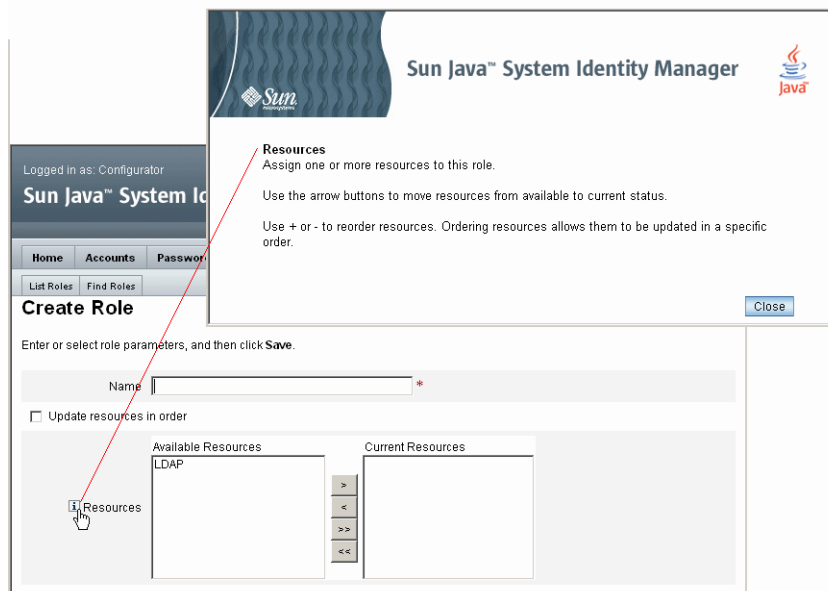 Sun Java™ System Identity Manager
Sun
microsystems
Java™
Resources
Assign one or more resources to this role.
Use the arrow buttons to move resources from available to current status.
Use + or - to reorder resources. Ordering resources allows them to be updated in a specific
order.
Close
Logged in as: Configurator
Sun Java™ System Id
Home Accounts Passwor
List Roles Find Roles
Create Role
Enter or select role parameters, and then click Save.
Name *
Update resources in order
Available Resources Current Resources
LDAP
>
i Resources
<
>>
<<